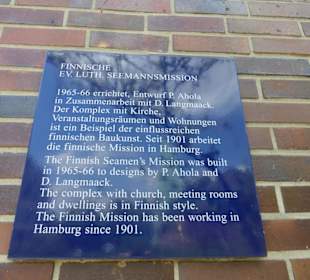 FINNISCHE
EV. LUTH. SEEMANNSMISSION
1965-66 errichtet, Entwurf P. Ahola
in Zusammenarbeit mit D. Langmaack.
Der Komplex mit Kirche,
Veranstaltungsräumen und Wohnungen
ist ein Beispiel der einflussreichen
finnischen Baukunst. Seit 1901 arbeitet
die finnische Mission in Hamburg.
The Finnish Seamen's Mission was built
in 1965-66 to designs by P. Ahola and
D. Langmaack.
The complex with church, meeting rooms
and dwellings is in Finnish style.
The Finnish Mission has been working in
Hamburg since 1901.